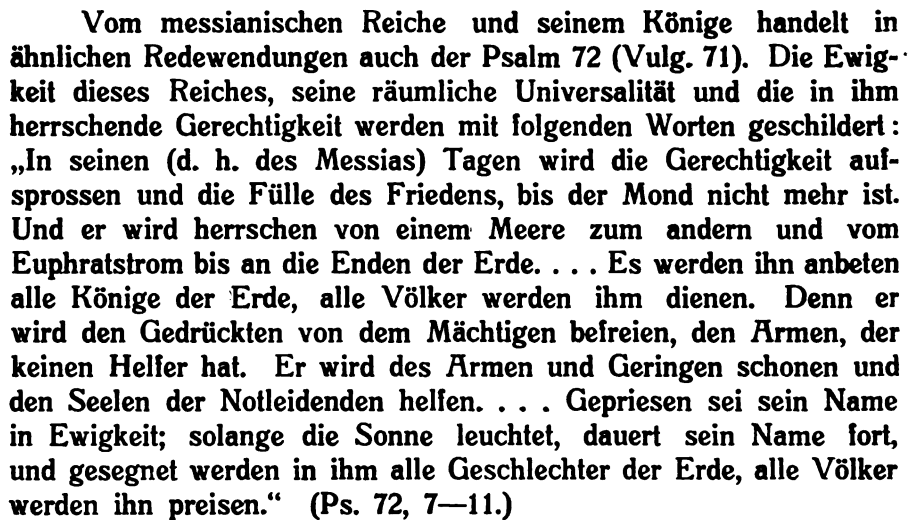 Vom messianischen Reiche und seinem Könige handelt in
ähnlichen Redewendungen auch der Psalm 72 (Vulg. 71). Die Ewig-
keit dieses Reiches, seine räumliche Universalität und die in ihm
herrschende Gerechtigkeit werden mit folgenden Worten geschildert:
„In seinen (d. h. des Messias) Tagen wird die Gerechtigkeit auf-
sprossen und die Fülle des Friedens, bis der Mond nicht mehr ist.
Und er wird herrschen von einem Meere zum andern und vom
Euphratstrom bis an die Enden der Erde. . . . Es werden ihn anbeten
alle Könige der Erde, alle Völker werden ihm dienen. Denn er
wird den Gedrückten von dem Mächtigen befreien, den Armen, der
keinen Helfer hat. Er wird des Armen und Geringen schonen und
den Seelen der Notleidenden helfen. . . . Gepriesen sei sein Name
in Ewigkeit; solange die Sonne leuchtet, dauert sein Name fort,
und gesegnet werden in ihm alle Geschlechter der Erde, alle Völker
werden ihn preisen.“ (Ps. 72, 7—11.)